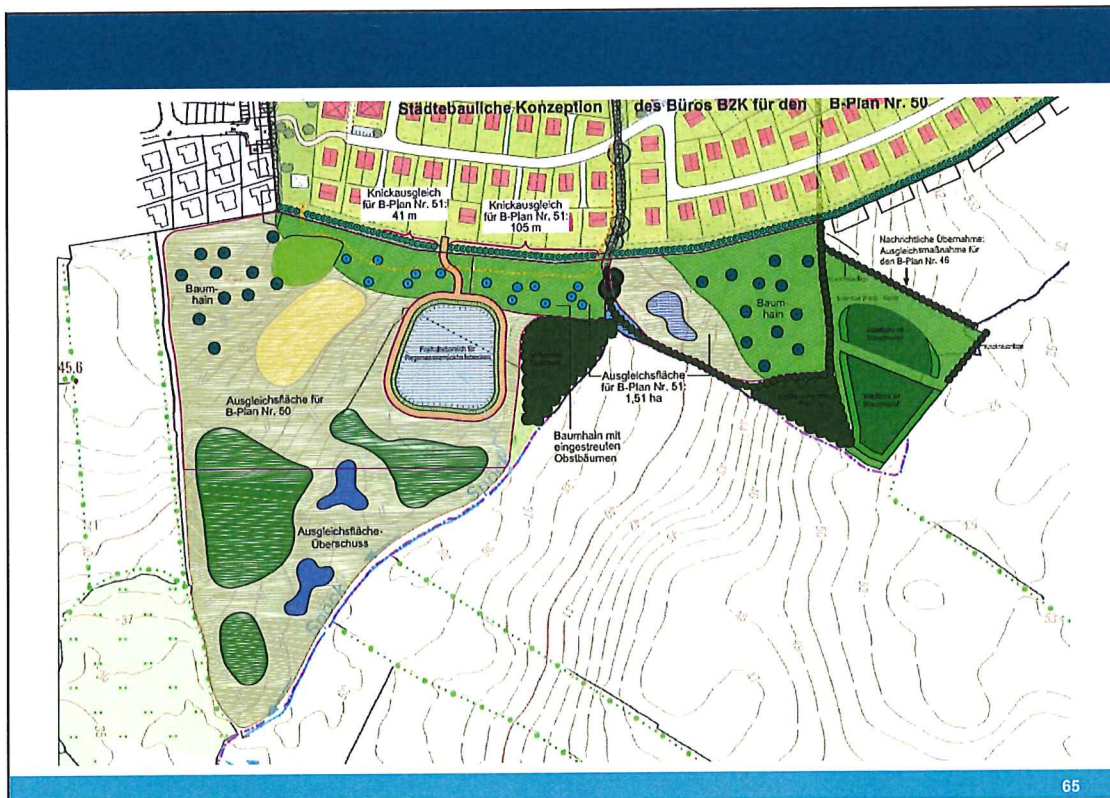 Städtebauliche Konzeption des Büros B2K für den B-Plan Nr. 50
Knickausgleich
für B-Plan Nr. 51:
41 m
Knickausgleich
für B-Plan Nr. 51:
105 m
Nachrichtliche Übernahme:
Ausgleichsmaßnahme für
den B-Plan Nr. 46
Baum-
hain
Baum-
hain
45.6
Ausgleichsfläche für
B-Plan Nr. 50
Ausgleichsfläche
für B-Plan Nr. 51:
1,51 ha
Baumhain mit
eingestreuten
Obstbäumen
Ausgleichsfläche-
Überschuss
37
65